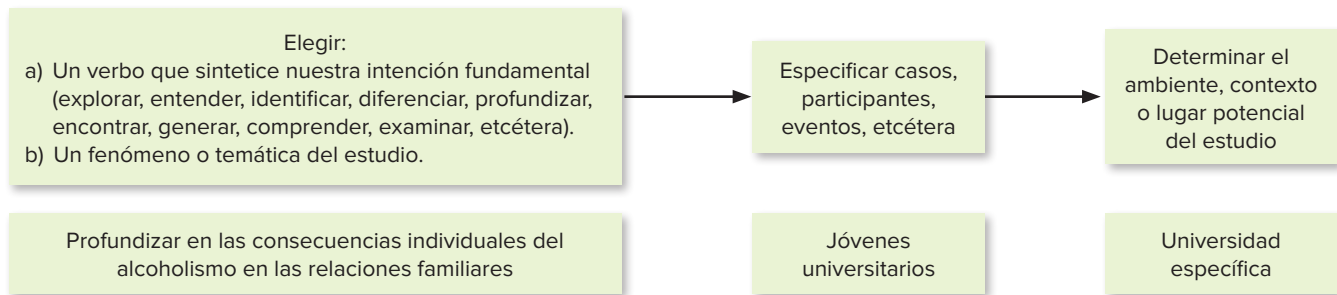 Elegir:
a) Un verbo que sintetice nuestra intención fundamental
(explorar, entender, identificar, diferenciar, profundizar,
encontrar, generar, comprender, examinar, etcétera).
b) Un fenómeno o temática del estudio.
Especificar casos,
participantes,
eventos, etcétera
Determinar el
ambiente, contexto
o lugar potencial
del estudio
Profundizar en las consecuencias individuales del
alcoholismo en las relaciones familiares
Jóvenes
universitarios
Universidad
específica